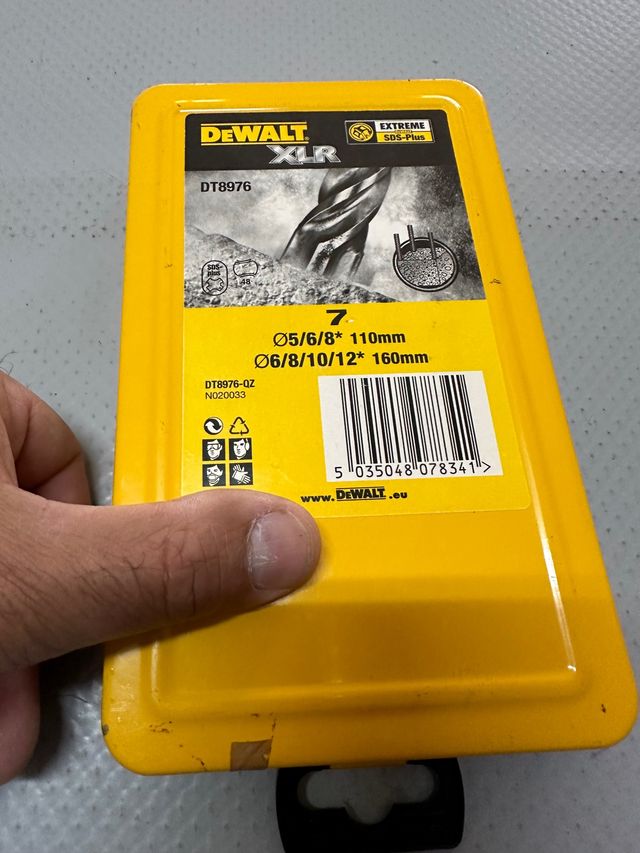 DEWALT
XLR
EXTREME
SDS-Plus
DT8976
SDS-
plus
48
7
Ø5/6/8* 110mm
Ø6/8/10/12* 160mm
DT8976-QZ
N020033
5 035048 078341 >
www.DEWALT.eu